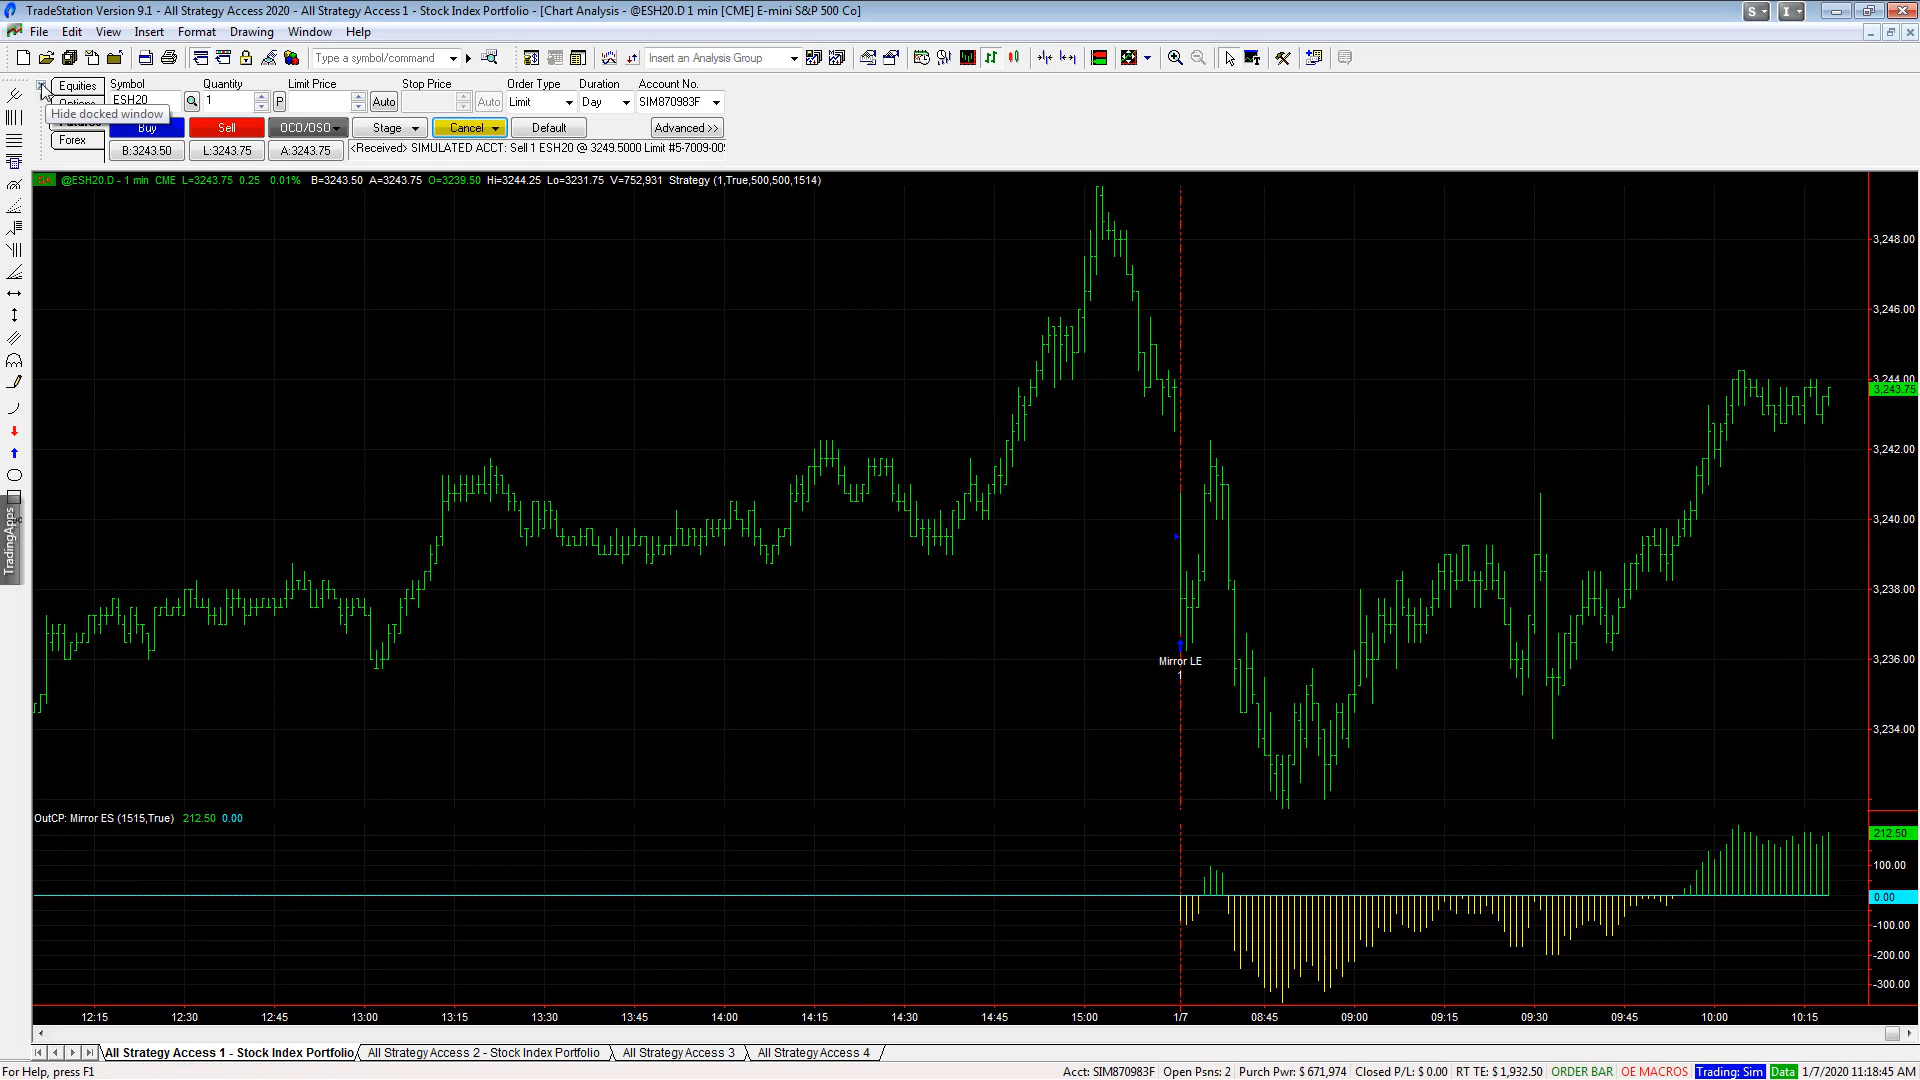 TradeStation Version 9.1 - All Strategy Access 2020 - All Strategy Access 1 - Stock Index Portfolio - [Chart Analysis - @ESH20.D 1 min [CME] E-mini S&P 500 Co]
S I
File Edit View Insert Format Drawing Window Help
Type a symbol/command Insert an Analysis Group
Equities Symbol Quantity Limit Price Stop Price Order Type Duration Account No.
ESH20 1 P Auto Auto Limit Day SIM870983F
Hide docked window
Buy Sell OCO/OSO Stage Cancel Default Advanced >>
Forex
B:3243.50 L:3243.75 A:3243.75 <Received> SIMULATED ACCT: Sell 1 ESH20 @ 3249.5000 Limit #5-7009-009
SA @ESH20.D - 1 min CME L=3243.75 0.25 0.01% B=3243.50 A=3243.75 O=3239.50 Hi=3244.25 Lo=3231.75 V=752,931 Strategy (1,True,500,500,1514)
3,248.00
3,246.00
3,244.00
3,243.75
3,242.00
3,240.00
TradingApps
3,238.00
3,236.00
Mirror LE
1
3,234.00
OutCP: Mirror ES (1515,True) 212.50 0.00
212.50
100.00
0.00
-100.00
-200.00
-300.00
12:15 12:30 12:45 13:00 13:15 13:30 13:45 14:00 14:15 14:30 14:45 15:00 1/7 08:45 09:00 09:15 09:30 09:45 10:00 10:15
All Strategy Access 1 - Stock Index Portfolio All Strategy Access 2 - Stock Index Portfolio All Strategy Access 3 All Strategy Access 4
For Help, press F1 Acct: SIM870983F Open Psns: 2 Purch Pwr: $ 671,974 Closed P/L: $ 0.00 RT TE: $ 1,932.50 ORDER BAR OE MACROS Trading: Sim Data 1/7/2020 11:18:45 AM